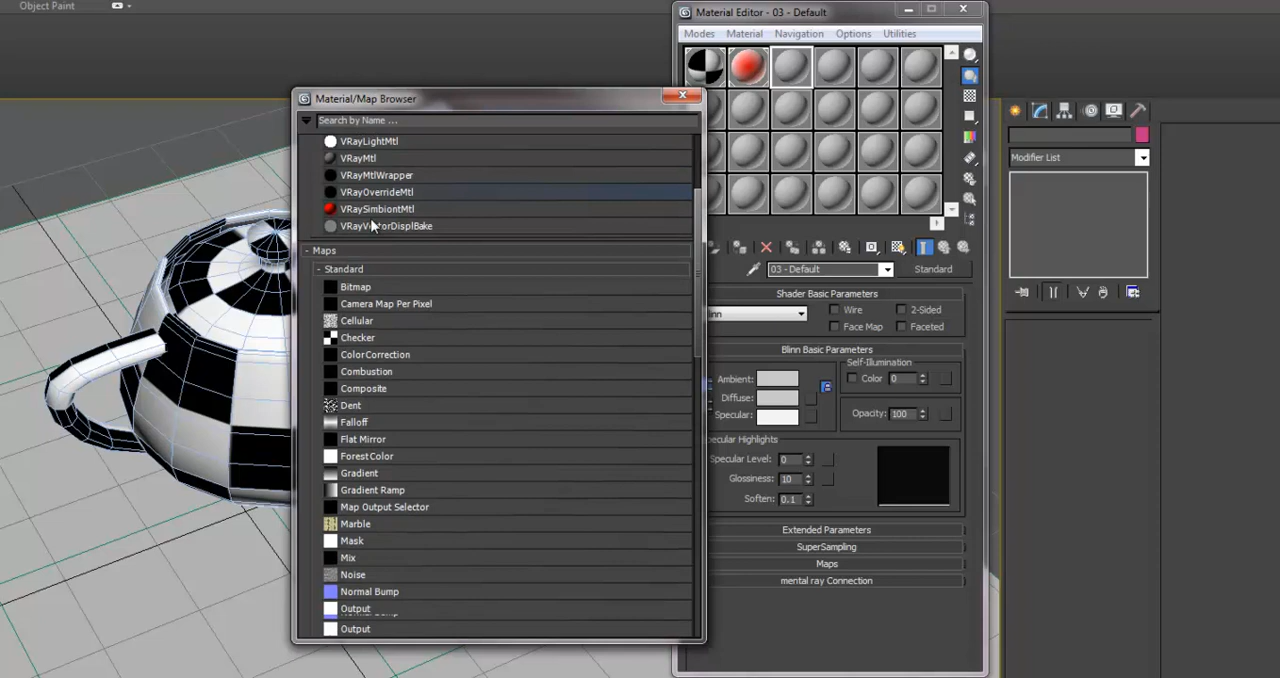 Object Paint
Material/Map Browser
Search by Name ...
VRayLightMtl
VRayMtl
VRayMtlWrapper
VRayOverrideMtl
VRaySimbiontMtl
VRayVectorDisplBake
- Maps
- Standard
Bitmap
Camera Map Per Pixel
Cellular
Checker
ColorCorrection
Combustion
Composite
Dent
Falloff
Flat Mirror
ForestColor
Gradient
Gradient Ramp
Map Output Selector
Marble
Mask
Mix
Noise
Normal Bump
Output
Output
Material Editor - 03 - Default
Modes Material Navigation Options Utilities
03 - Default Standard
Shader Basic Parameters
linn Wire 2-Sided
Face Map Faceted
Blinn Basic Parameters
Self-Illumination
Ambient: Color 0
Diffuse:
Specular: Opacity: 100
pecular Highlights
Specular Level: 0
Glossiness: 10
Soften: 0.1
Extended Parameters
SuperSampling
Maps
mental ray Connection
Modifier List